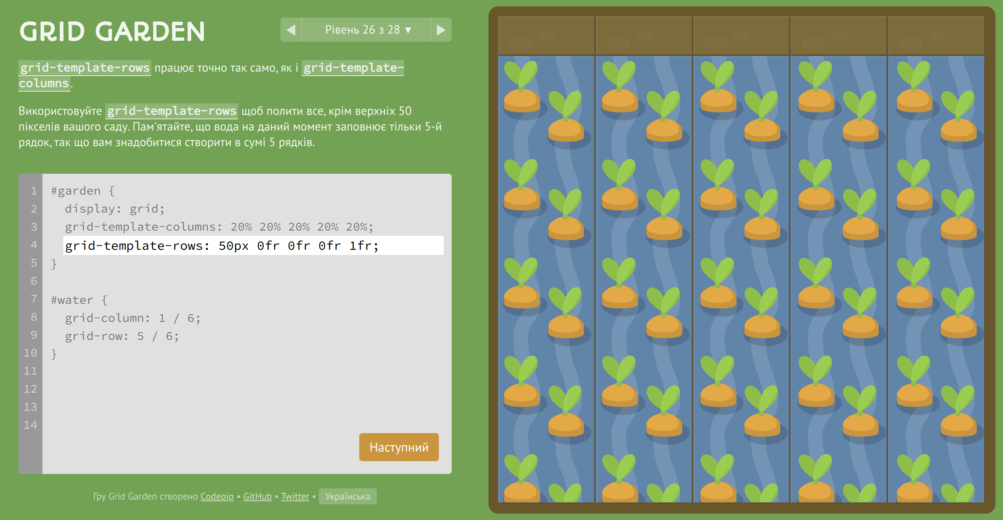 GRID GARDEN
◀ Рівень 26 з 28 ▼ ▶
grid-template-rows працює точно так само, як і grid-template-
columns.
Використовуйте grid-template-rows щоб полити все, крім верхніх 50
пікселів вашого саду. Пам'ятайте, що вода на даний момент заповнює тільки 5-й
рядок, так що вам знадобитися створити в сумі 5 рядків.
1 #garden {
2 display: grid;
3 grid-template-columns: 20% 20% 20% 20% 20%;
4 grid-template-rows: 50px 0fr 0fr 0fr 1fr;
5 }
6
7 #water {
8 grid-column: 1 / 6;
9 grid-row: 5 / 6;
10 }
11
12
13
14
Наступний
Гру Grid Garden створено Codepip • GitHub • Twitter • Українська